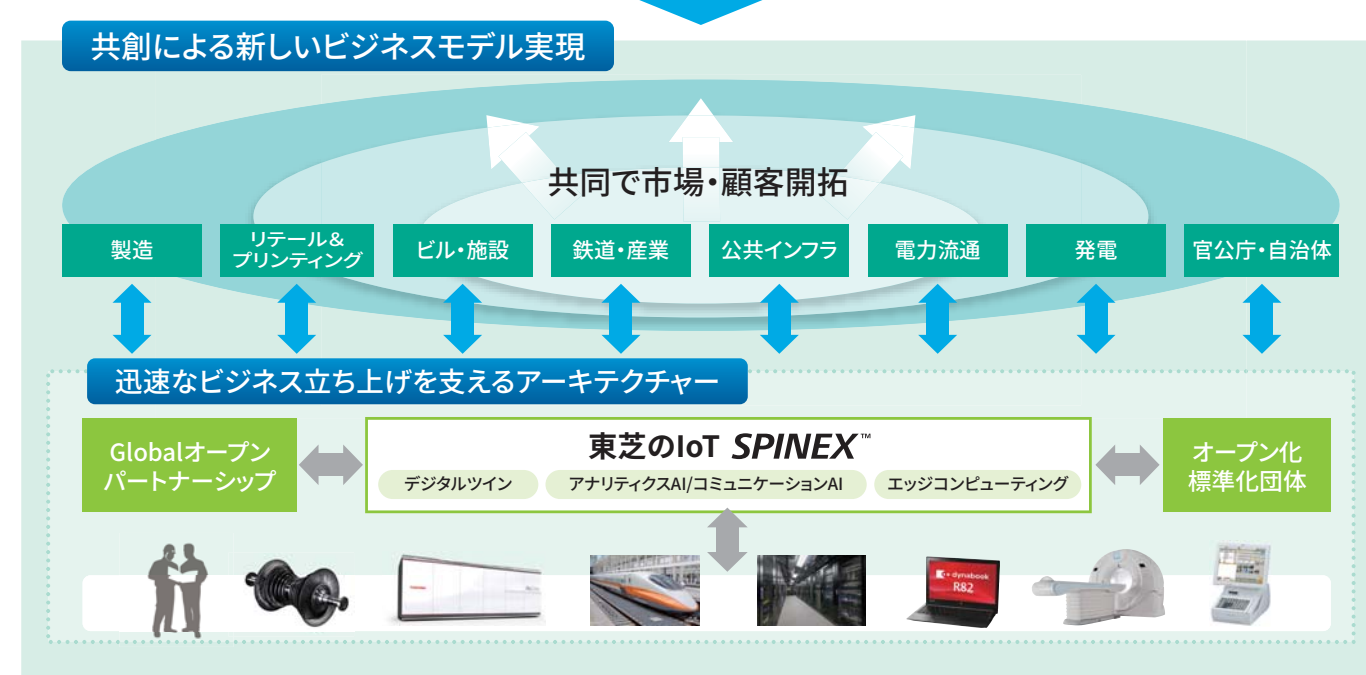 共創による新しいビジネスモデル実現
共同で市場・顧客開拓
製造
リテール＆
プリンティング
ビル・施設
鉄道・産業
公共インフラ
電力流通
発電
官公庁・自治体
迅速なビジネス立ち上げを支えるアーキテクチャー
Globalオープン
パートナーシップ
東芝のIoT SPINEX™
デジタルツイン
アナリティクスAI/コミュニケーションAI
エッジコンピューティング
オープン化
標準化団体
dynabook
R82